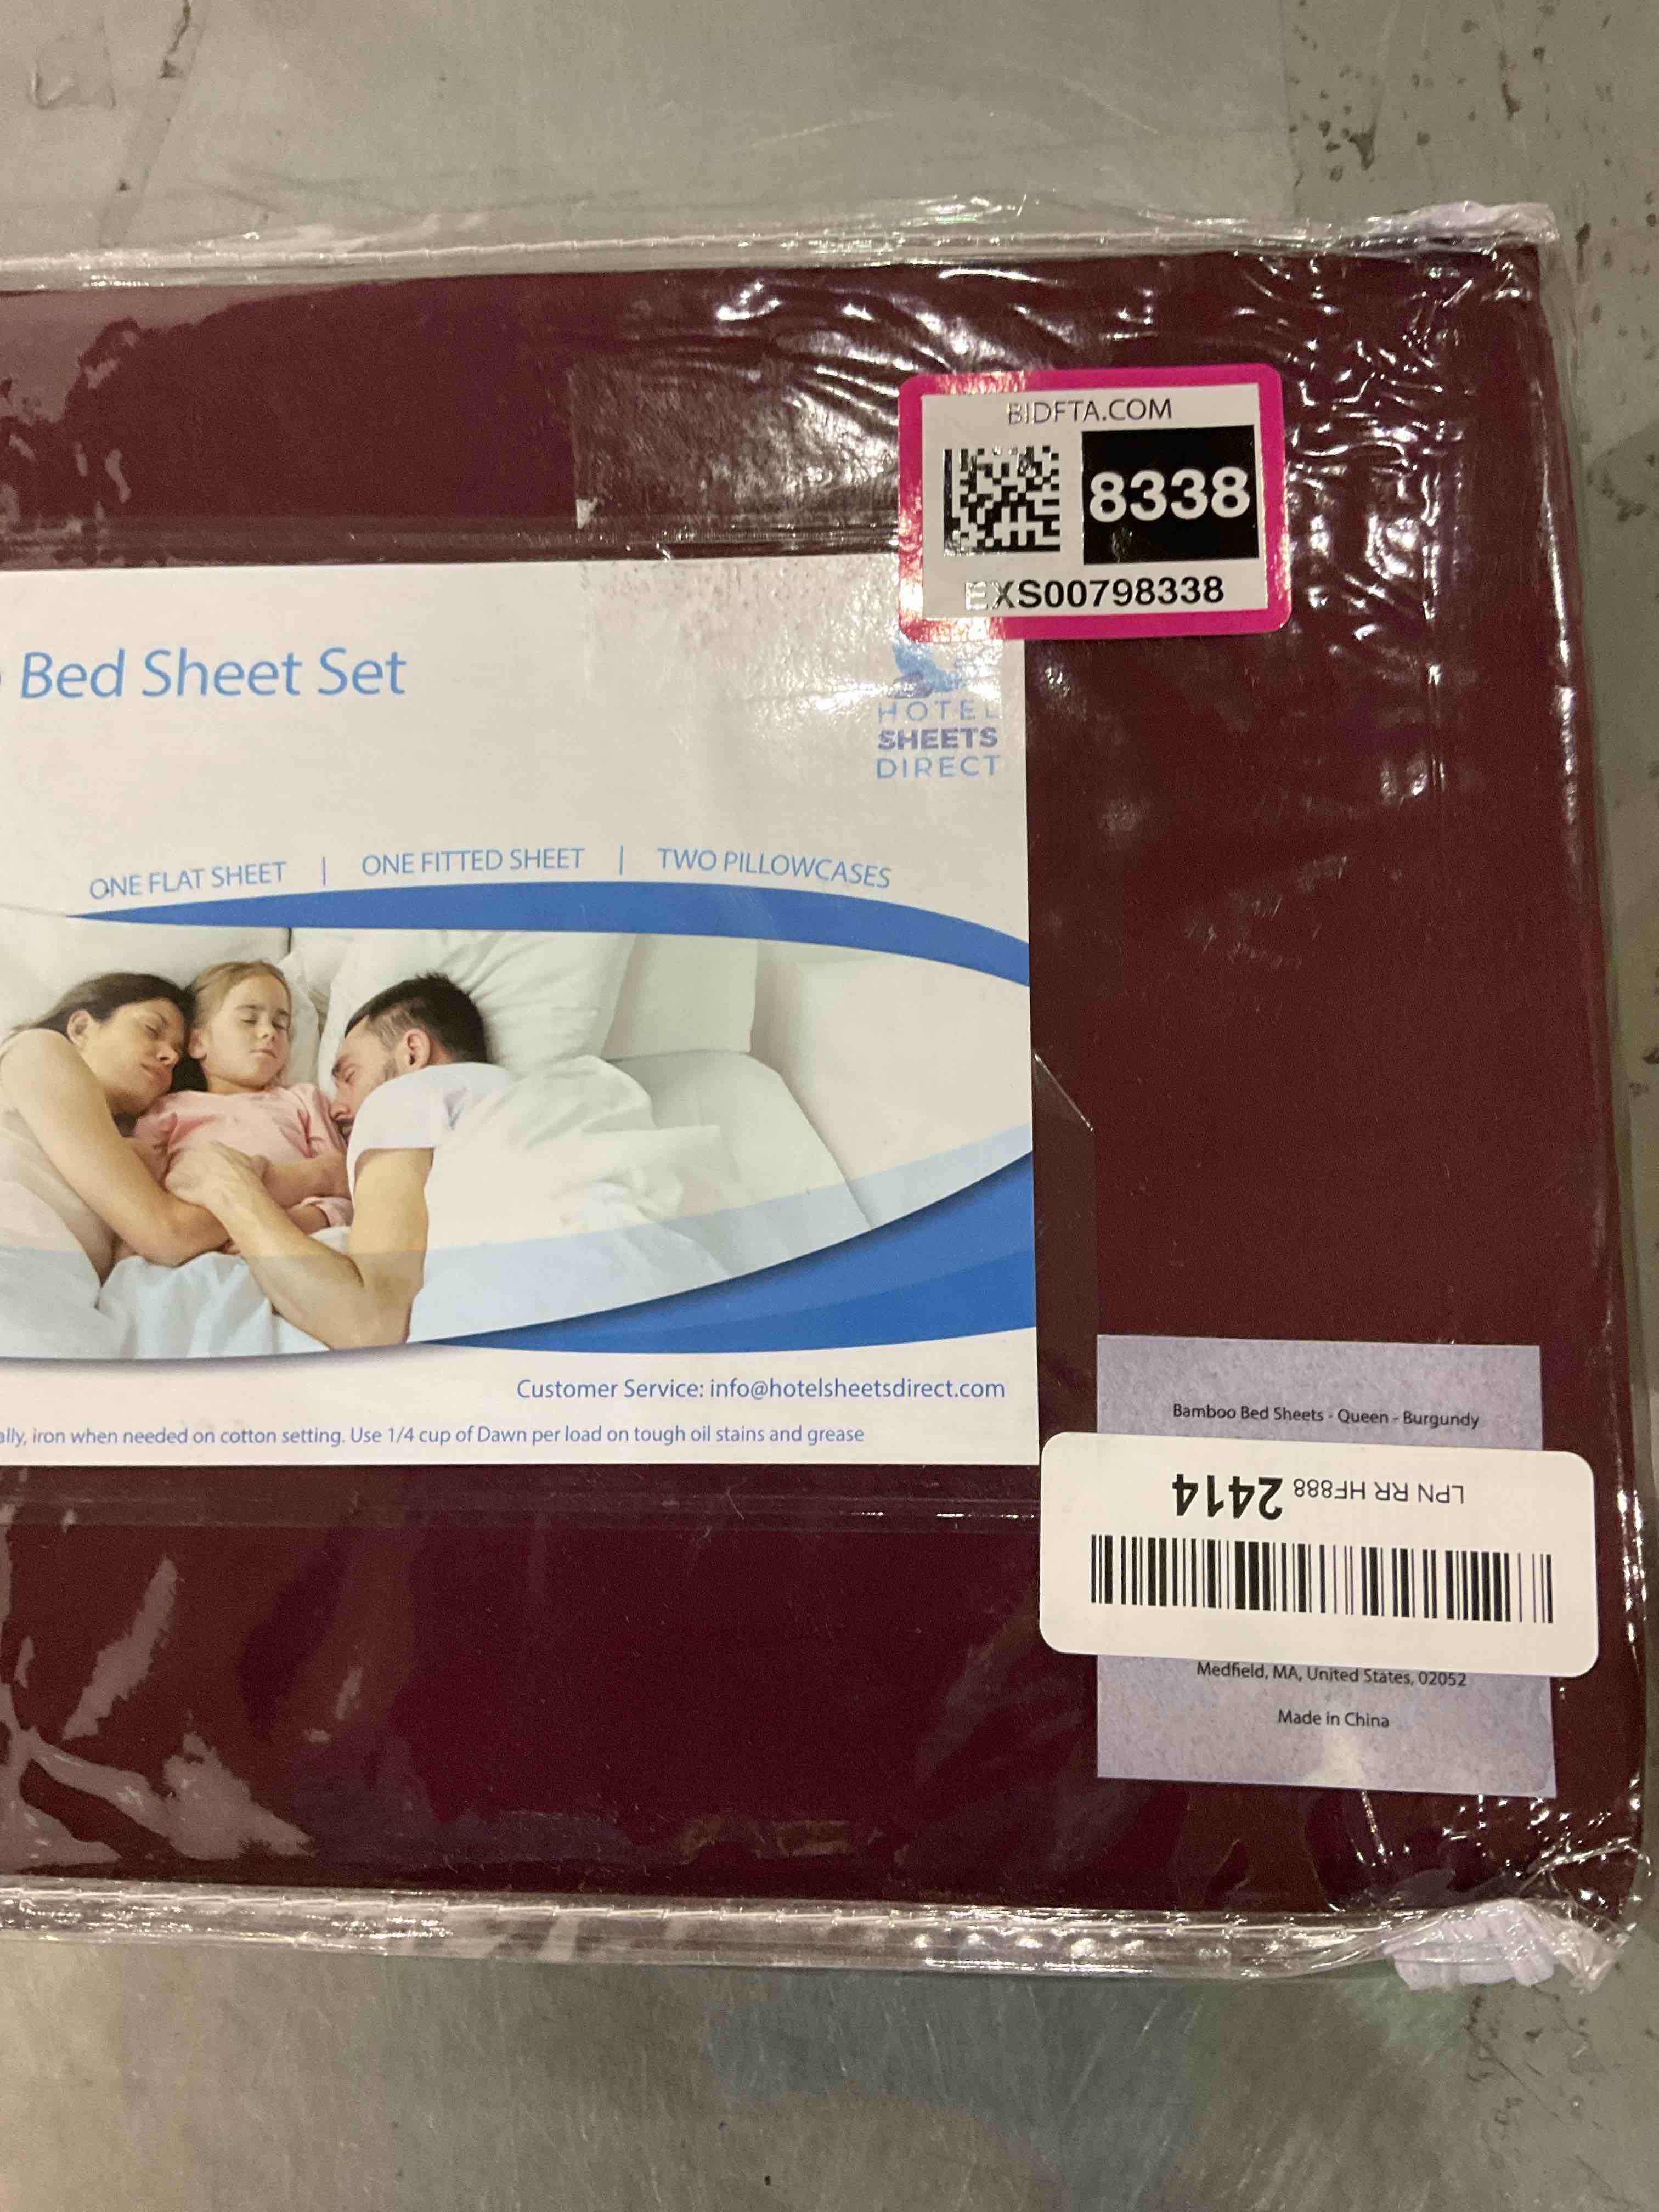 BIDFTA.COM
8338
EXS00798338
Bed Sheet Set
HOTEL
SHEETS
DIRECT
ONE FLAT SHEET | ONE FITTED SHEET | TWO PILLOWCASES
Customer Service: info@hotelsheetsdirect.com
ally, iron when needed on cotton setting. Use 1/4 cup of Dawn per load on tough oil stains and grease
Bamboo Bed Sheets - Queen - Burgundy
LPN RR HF888 2414
Medfield, MA, United States, 02052
Made in China